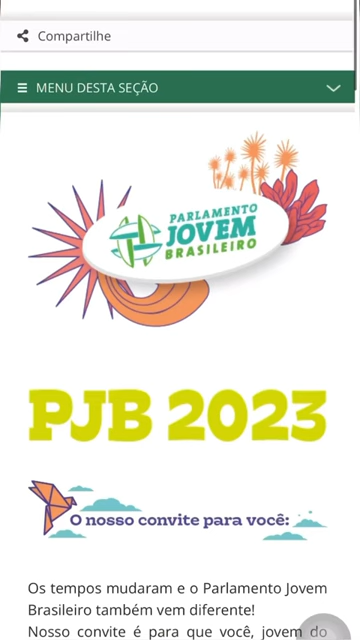 Compartilhe
MENU DESTA SEÇÃO
PARLAMENTO
JOVEM
BRASILEIRO
PJB 2023
O nosso convite para você:
Os tempos mudaram e o Parlamento Jovem
Brasileiro também vem diferente!
Nosso convite é para que você, jovem do